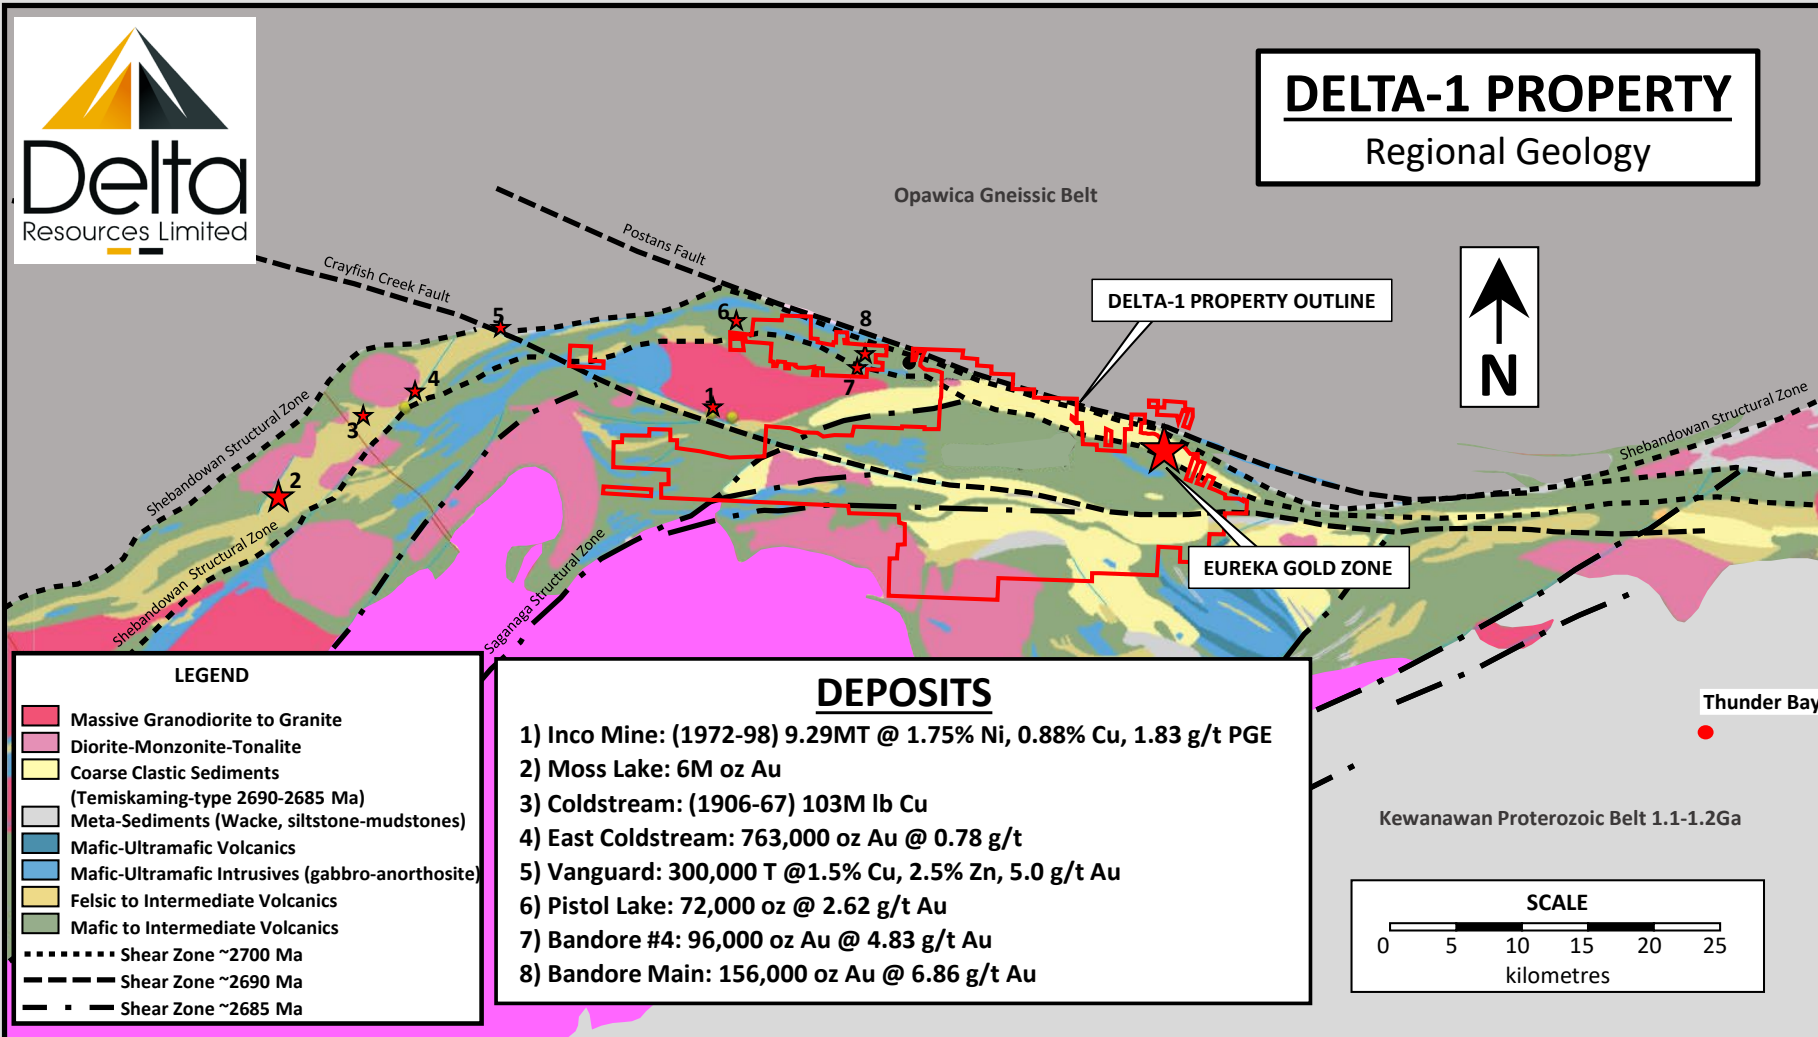 Delta
Resources Limited
DELTA-1 PROPERTY
Regional Geology
Opawica Gneissic Belt
Postans Fault
Crayfish Creek Fault
DELTA-1 PROPERTY OUTLINE
N
5
6
8
7
4
1
3
2
Shebandowan Structural Zone
Shebandowan Structural Zone
Shebandowan Structural Zone
Saganaga Structural Zone
EUREKA GOLD ZONE
LEGEND
Massive Granodiorite to Granite
Diorite-Monzonite-Tonalite
Coarse Clastic Sediments
(Temiskaming-type 2690-2685 Ma)
Meta-Sediments (Wacke, siltstone-mudstones)
Mafic-Ultramafic Volcanics
Mafic-Ultramafic Intrusives (gabbro-anorthosite)
Felsic to Intermediate Volcanics
Mafic to Intermediate Volcanics
Shear Zone ~2700 Ma
Shear Zone ~2690 Ma
Shear Zone ~2685 Ma
DEPOSITS
1) Inco Mine: (1972-98) 9.29MT @ 1.75% Ni, 0.88% Cu, 1.83 g/t PGE
2) Moss Lake: 6M oz Au
3) Coldstream: (1906-67) 103M lb Cu
4) East Coldstream: 763,000 oz Au @ 0.78 g/t
5) Vanguard: 300,000 T @1.5% Cu, 2.5% Zn, 5.0 g/t Au
6) Pistol Lake: 72,000 oz @ 2.62 g/t Au
7) Bandore #4: 96,000 oz Au @ 4.83 g/t Au
8) Bandore Main: 156,000 oz Au @ 6.86 g/t Au
Thunder Bay
Kewanawan Proterozoic Belt 1.1-1.2Ga
SCALE
0 5 10 15 20 25
kilometres